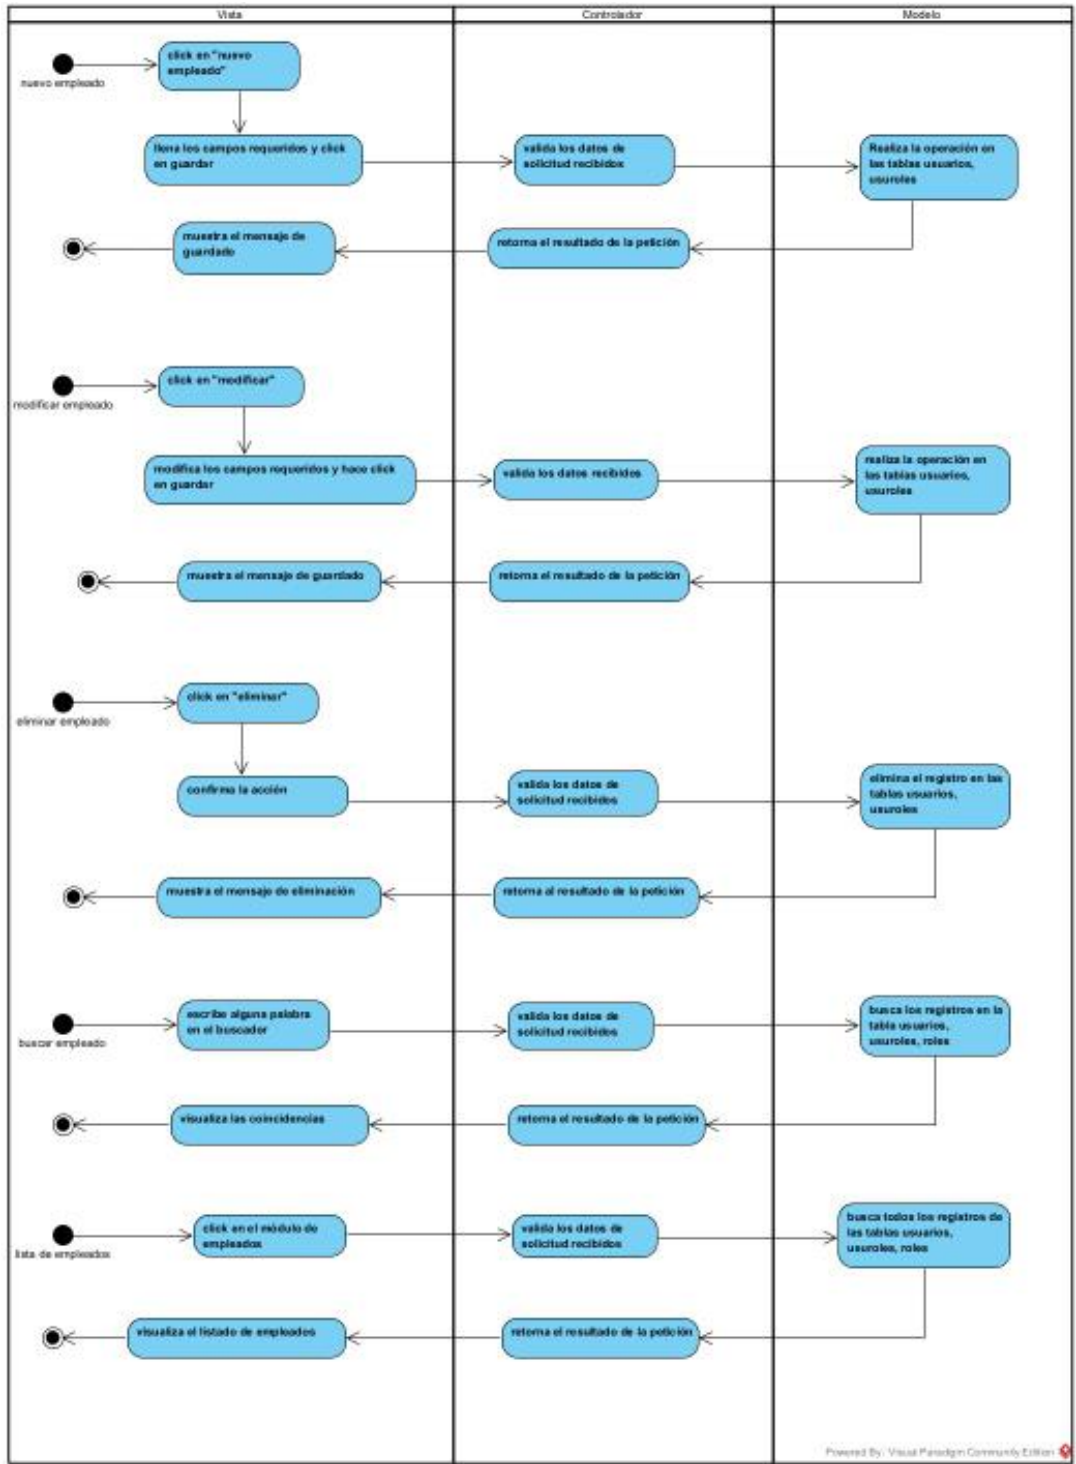 Vista
Controlador
Modelo
nuevo empleado
click en "nuevo
empleado"
llena los campos requeridos y click
en guardar
valida los datos de
solicitud recibidos
Realiza la operación en
las tablas usuarios,
usuroles
retorna el resultado de la petición
muestra el mensaje de
guardado
modificar empleado
click en "modificar"
modifica los campos requeridos y hace click
en guardar
valida los datos recibidos
realiza la operación en
las tablas usuarios,
usuroles
retorna el resultado de la petición
muestra el mensaje de guardado
eliminar empleado
click en "eliminar"
confirma la acción
valida los datos de
solicitud recibidos
elimina el registro en las
tablas usuarios,
usuroles
retorna al resultado de la petición
muestra el mensaje de eliminación
buscar empleado
escribe alguna palabra
en el buscador
valida los datos de
solicitud recibidos
busca los registros en la
tabla usuarios,
usuroles, roles
retorna el resultado de la petición
visualiza las coincidencias
lista de empleados
click en el módulo de
empleados
valida los datos de
solicitud recibidos
busca todos los registros de
las tablas usuarios,
usuroles, roles
retorna el resultado de la petición
visualiza el listado de empleados
Powered By: Visual Paradigm Community Edition